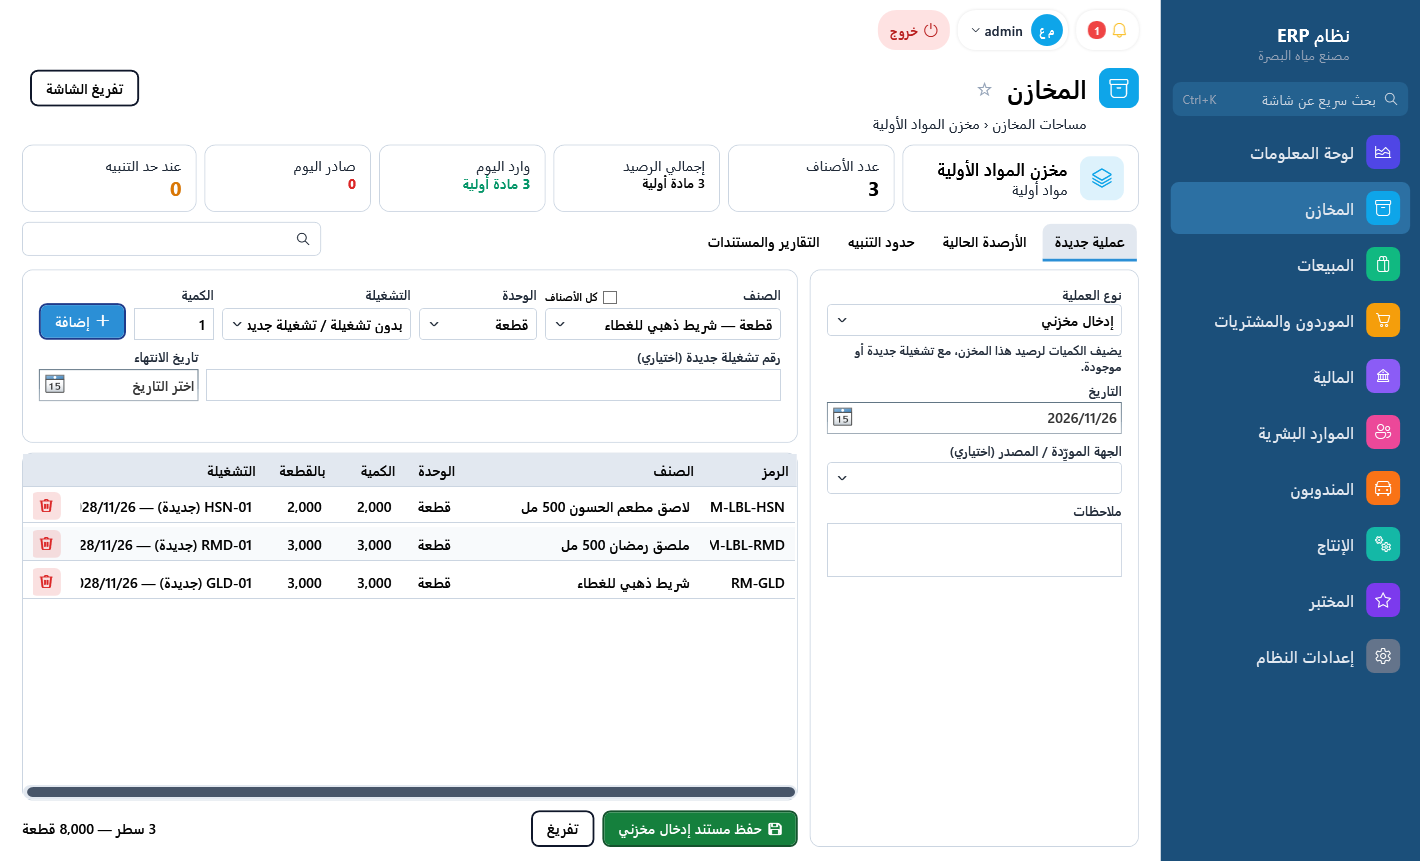 نظام ERP
مصنع مياه البصرة
بحث سريع عن شاشة Ctrl+K
لوحة المعلومات
المخازن
المبيعات
الموردون والمشتريات
المالية
الموارد البشرية
المندوبون
الإنتاج
المختبر
إعدادات النظام
1
م ع admin
خروج
المخازن
تفريغ الشاشة
مساحات المخازن › مخزن المواد الأولية
مخزن المواد الأولية
مواد أولية
عدد الأصناف
3
إجمالي الرصيد
3 مادة أولية
وارد اليوم
3 مادة أولية
صادر اليوم
0
عند حد التنبيه
0
عملية جديدة الأرصدة الحالية حدود التنبيه التقارير والمستندات
نوع العملية
إدخال مخزني
يضيف الكميات لرصيد هذا المخزن، مع تشغيلة جديدة أو
موجودة.
التاريخ
2026/11/26
الجهة المورّدة / المصدر (اختياري)
ملاحظات
الصنف كل الأصناف الوحدة التشغيلة الكمية
قطعة — شريط ذهبي للغطاء قطعة بدون تشغيلة / تشغيلة جديد 1 إضافة
رقم تشغيلة جديدة (اختياري) تاريخ الانتهاء
اختر التاريخ 15
الرمز الصنف الوحدة الكمية بالقطعة التشغيلة
M-LBL-HSN لاصق مطعم الحسون 500 مل قطعة 2,000 2,000 HSN-01 (جديدة) — 28/11/26
M-LBL-RMD ملصق رمضان 500 مل قطعة 3,000 3,000 RMD-01 (جديدة) — 28/11/26
RM-GLD شريط ذهبي للغطاء قطعة 3,000 3,000 GLD-01 (جديدة) — 028/11/26
حفظ مستند إدخال مخزني تفريغ 3 سطر — 8,000 قطعة